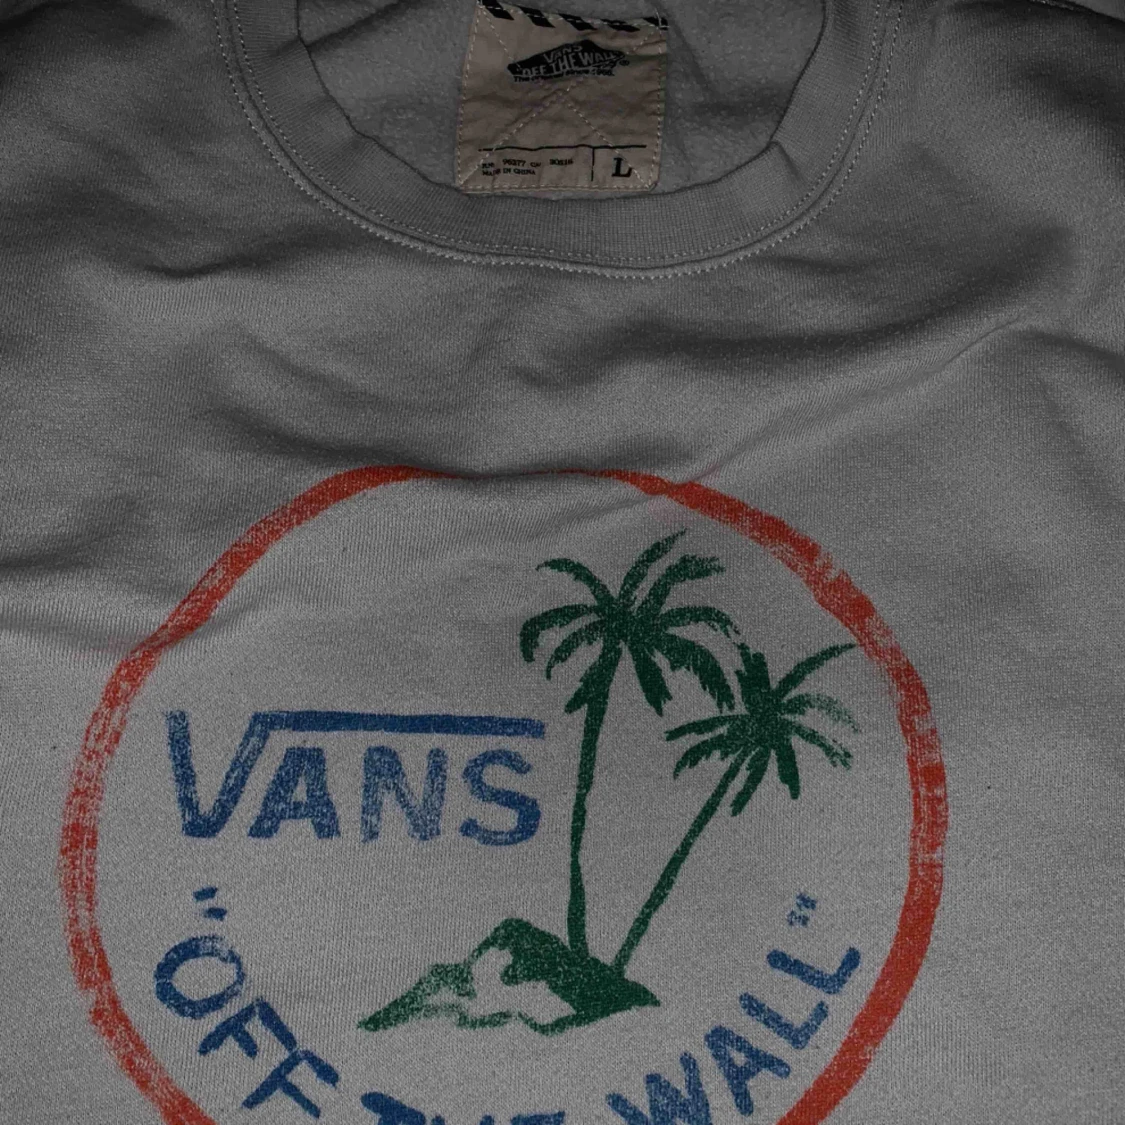 VANS
"OFF THE WALL"
MADE IN CHINA
L
VANS
"OFF THE WALL"